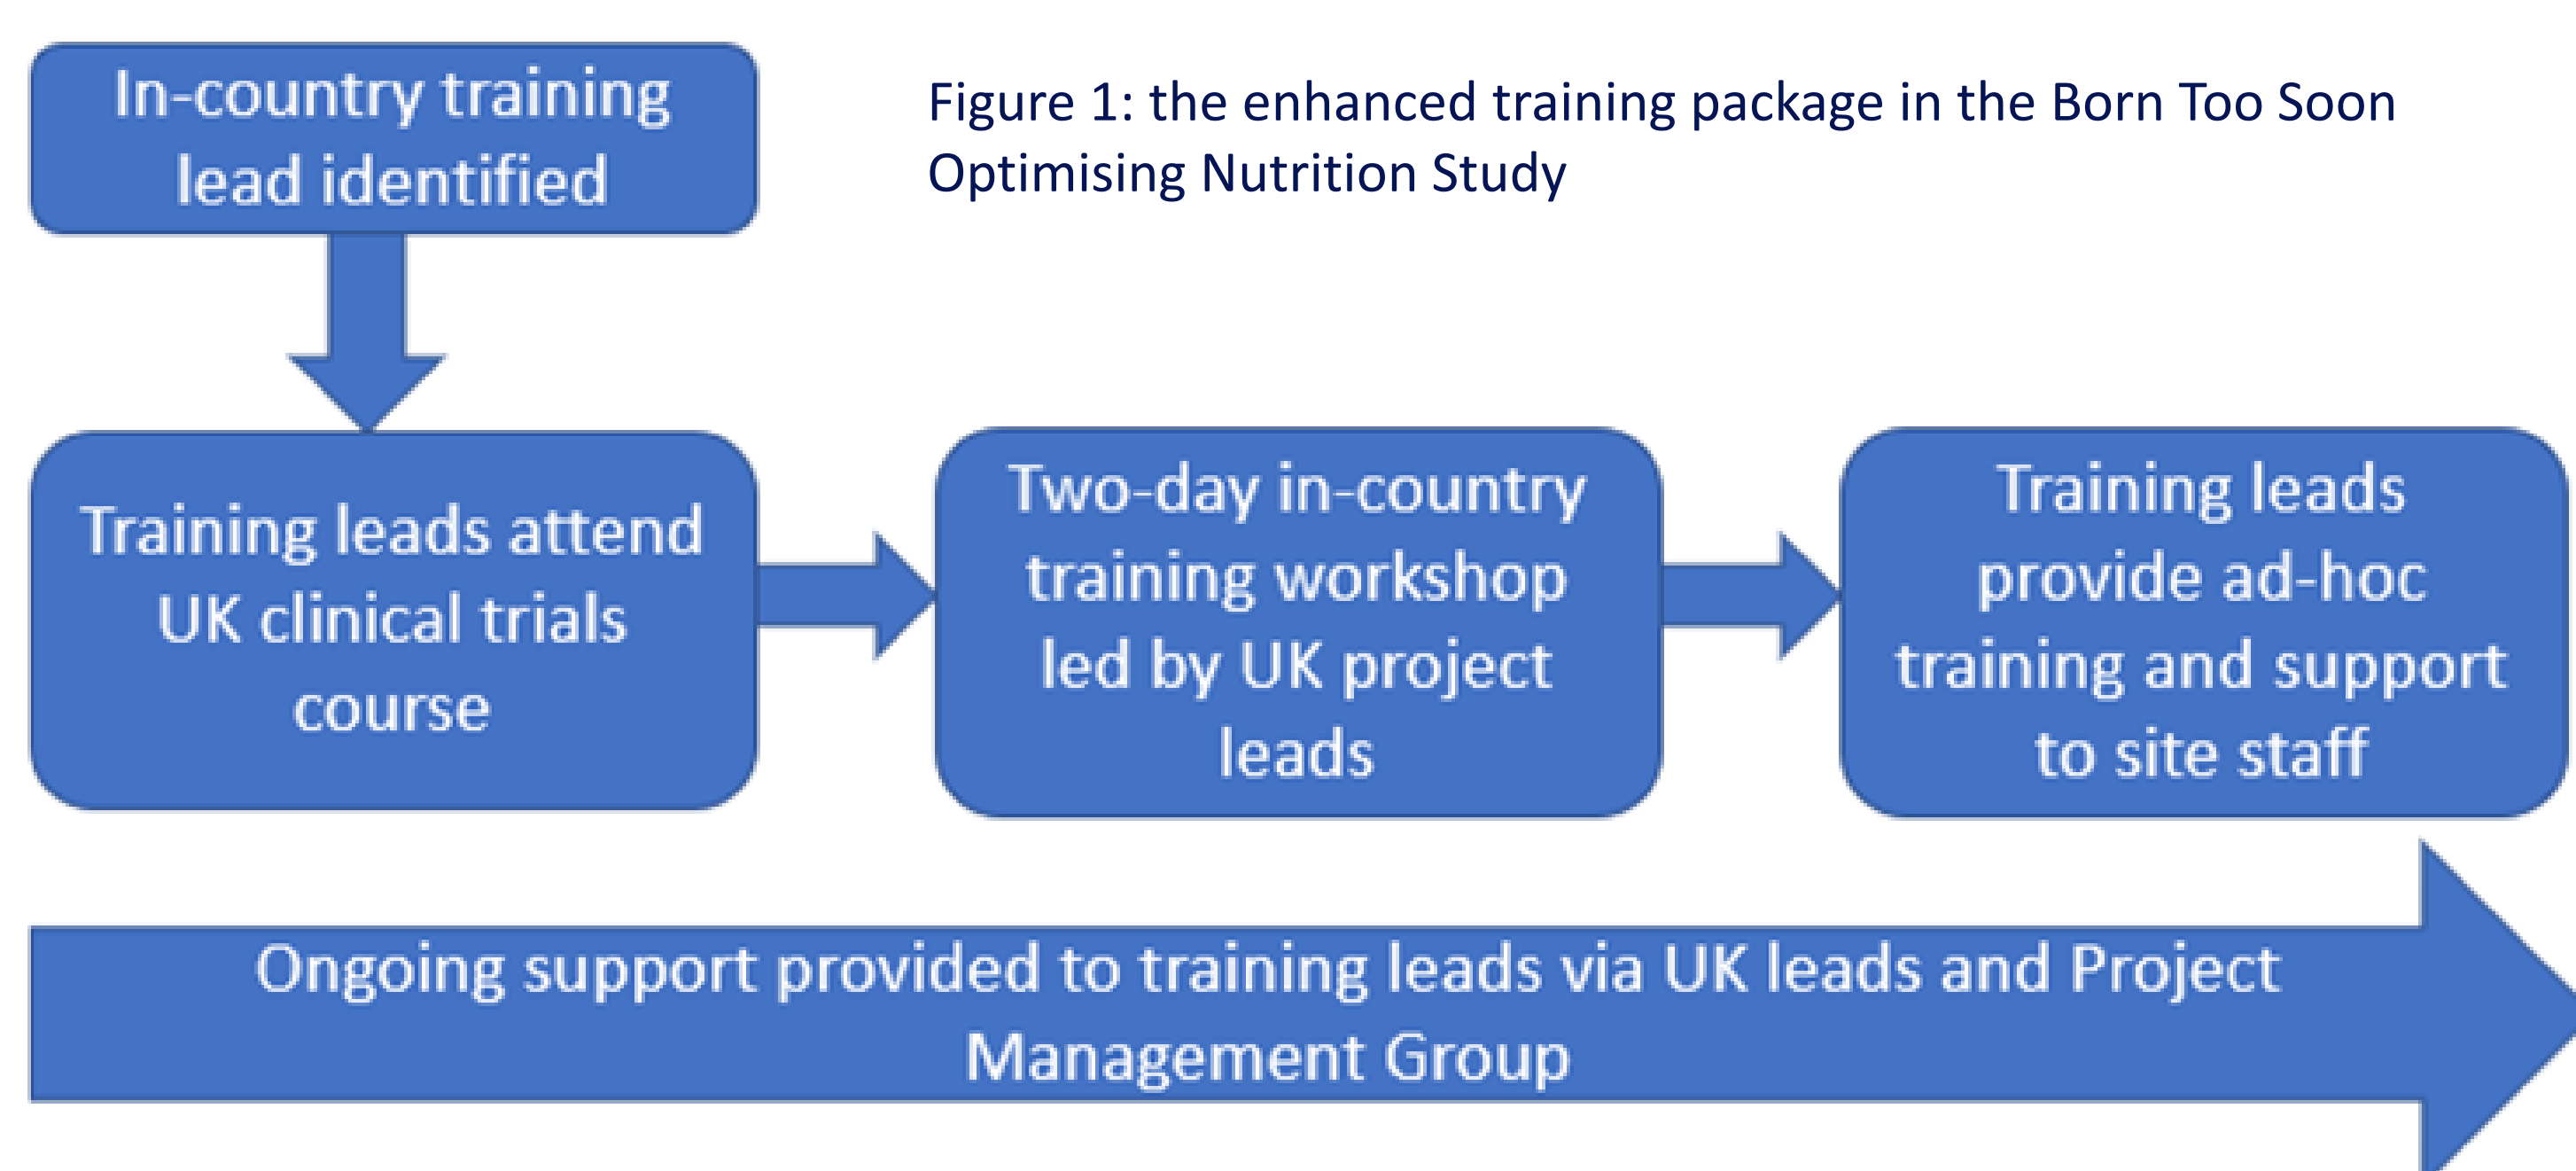 In-country training
lead identified
Figure 1: the enhanced training package in the Born Too Soon
Optimising Nutrition Study
Training leads attend
UK clinical trials
course
Two-day in-country
training workshop
led by UK project
leads
Training leads
provide ad-hoc
training and support
to site staff
Ongoing support provided to training leads via UK leads and Project
Management Group